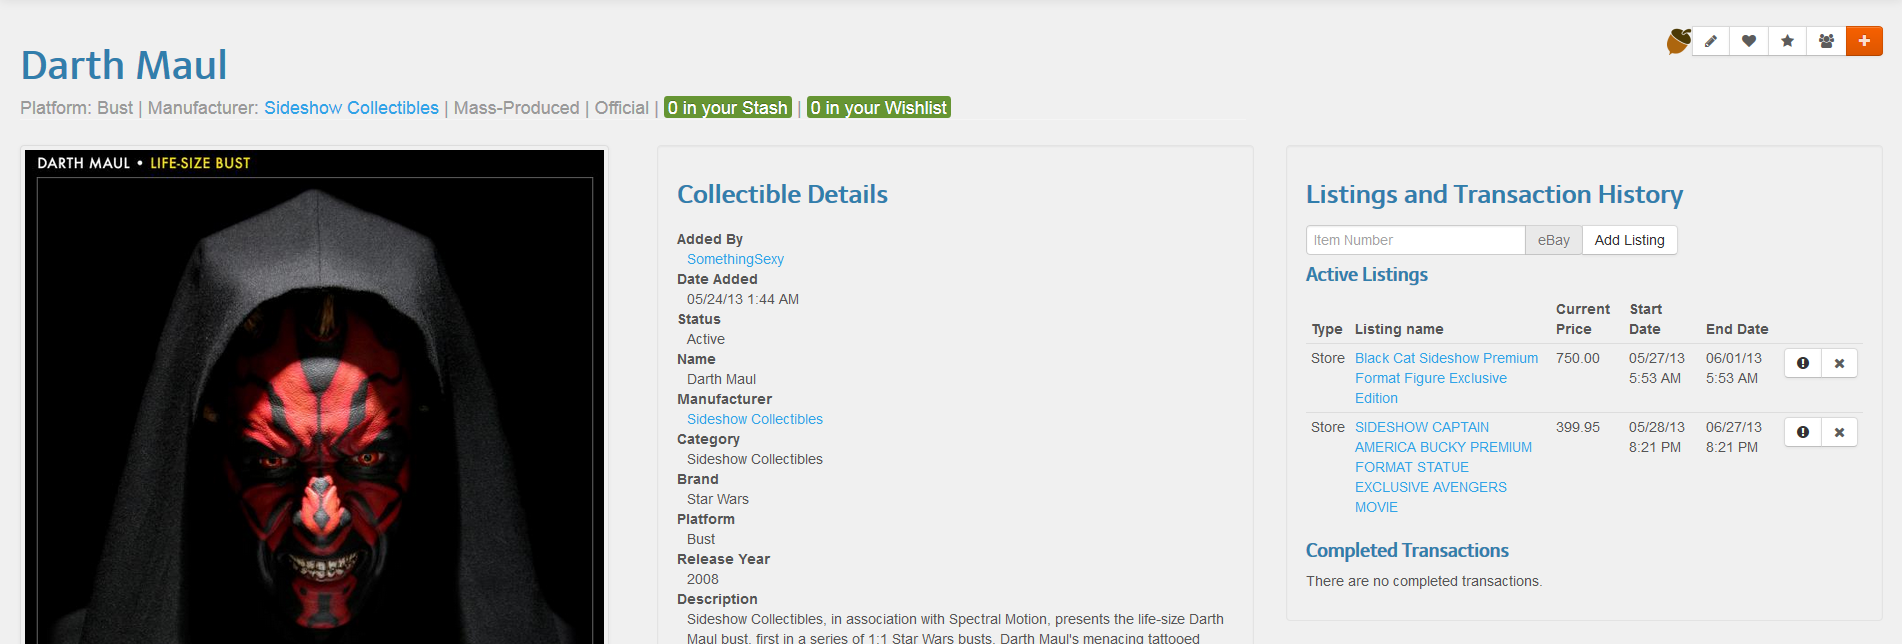 Darth Maul
Platform: Bust | Manufacturer: Sideshow Collectibles | Mass-Produced | Official | 0 in your Stash | 0 in your Wishlist
DARTH MAUL • LIFE-SIZE BUST
Collectible Details
Added By
SomethingSexy
Date Added
05/24/13 1:44 AM
Status
Active
Name
Darth Maul
Manufacturer
Sideshow Collectibles
Category
Sideshow Collectibles
Brand
Star Wars
Platform
Bust
Release Year
2008
Description
Sideshow Collectibles, in association with Spectral Motion, presents the life-size Darth
Maul bust, first in a series of 1:1 Star Wars busts. Darth Maul's menacing tattooed
Listings and Transaction History
Item Number eBay Add Listing
Active Listings
Current Start
Type Listing name Price Date End Date
Store Black Cat Sideshow Premium 750.00 05/27/13 06/01/13
Format Figure Exclusive 5:53 AM 5:53 AM
Edition
Store SIDESHOW CAPTAIN 399.95 05/28/13 06/27/13
AMERICA BUCKY PREMIUM 8:21 PM 8:21 PM
FORMAT STATUE
EXCLUSIVE AVENGERS
MOVIE
Completed Transactions
There are no completed transactions.